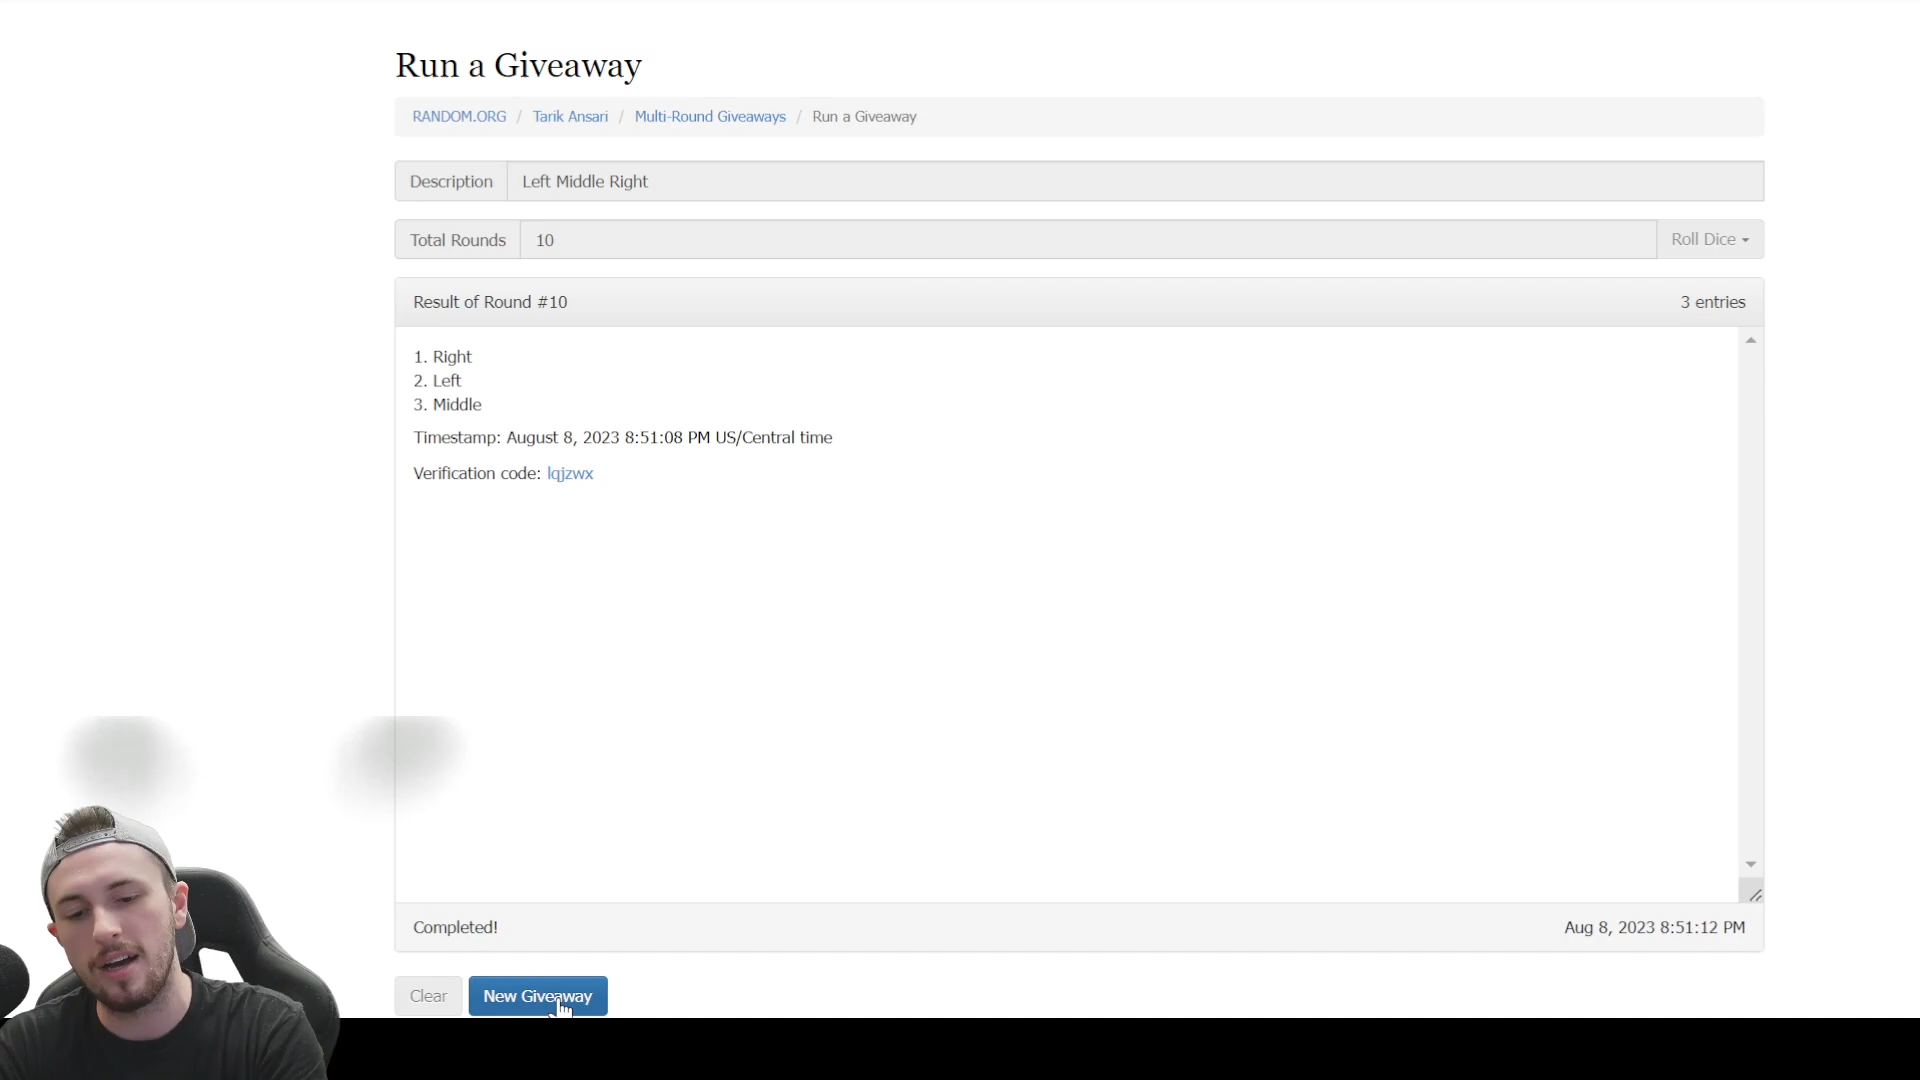 Run a Giveaway
RANDOM.ORG / Tarik Ansari / Multi-Round Giveaways / Run a Giveaway
Description Left Middle Right
Total Rounds 10 Roll Dice
Result of Round #10 3 entries
1. Right
2. Left
3. Middle
Timestamp: August 8, 2023 8:51:08 PM US/Central time
Verification code: lqjzwx
Completed! Aug 8, 2023 8:51:12 PM
Clear New Giveaway